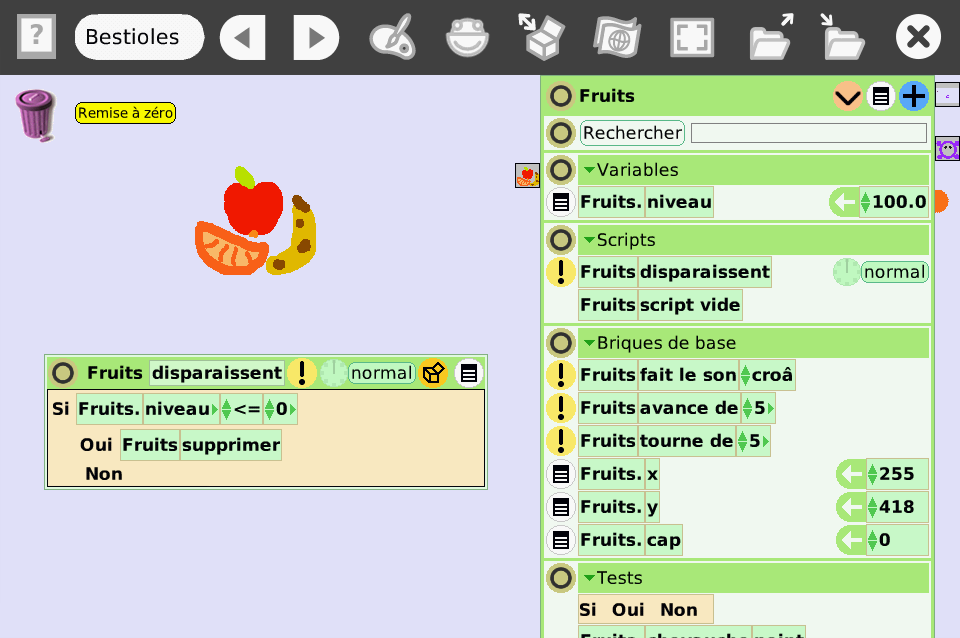 ?
Bestioles
Remise à zéro
Fruits disparaissent ! normal
Si Fruits. niveau <= 0
Oui Fruits supprimer
Non
Fruits
Rechercher
Variables
Fruits. niveau 100.0
Scripts
! Fruits disparaissent normal
Fruits script vide
Briques de base
! Fruits fait le son croâ
! Fruits avance de 5
! Fruits tourne de 5
Fruits. x 255
Fruits. y 418
Fruits. cap 0
Tests
Si Oui Non